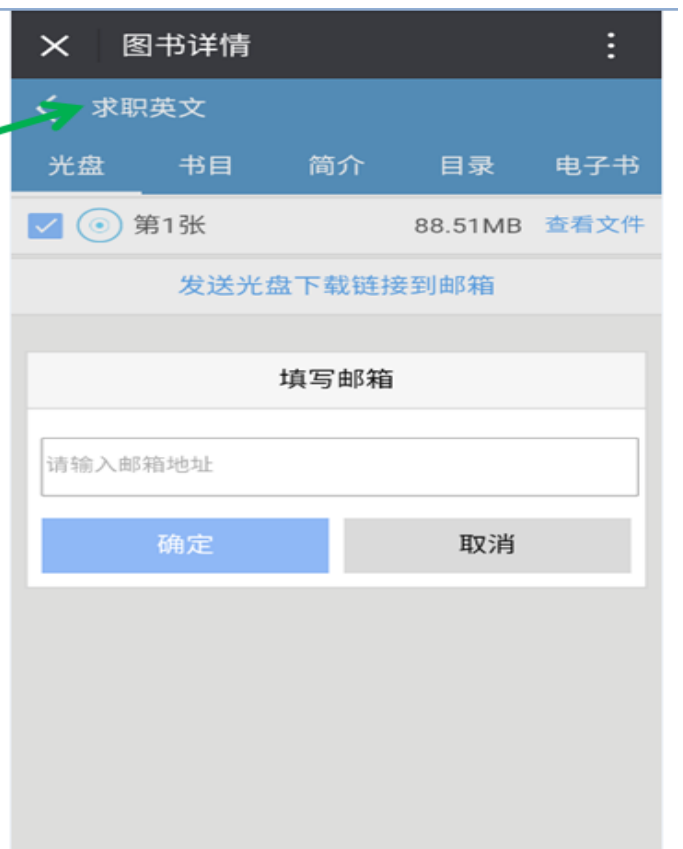 图书详情
求职英文
光盘 书目 简介 目录 电子书
第1张 88.51MB 查看文件
发送光盘下载链接到邮箱
填写邮箱
请输入邮箱地址
确定 取消